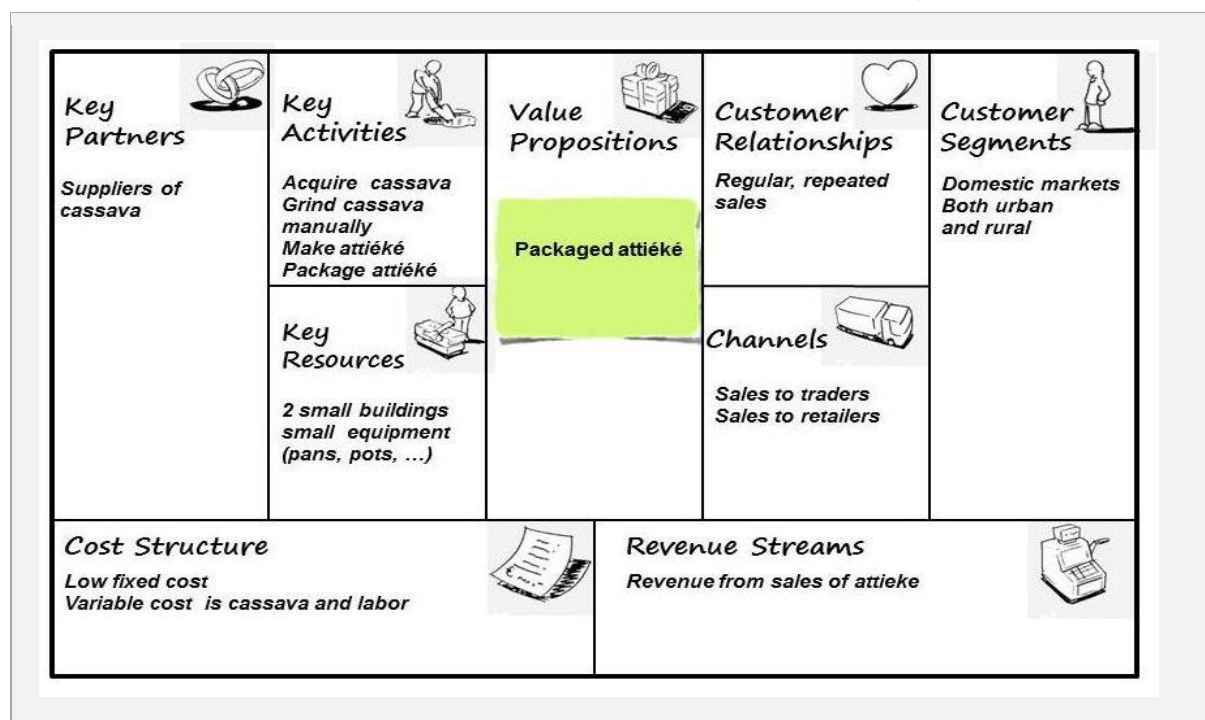 Key
Partners
Suppliers of
cassava
Key
Activities
Acquire cassava
Grind cassava
manually
Make attiéké
Package attiéké
Key
Resources
2 small buildings
small equipment
(pans, pots, ...)
Value
Propositions
Packaged attiéké
Customer
Relationships
Regular, repeated
sales
Channels
Sales to traders
Sales to retailers
Customer
Segments
Domestic markets
Both urban
and rural
Cost Structure
Low fixed cost
Variable cost is cassava and labor
Revenue Streams
Revenue from sales of attieke